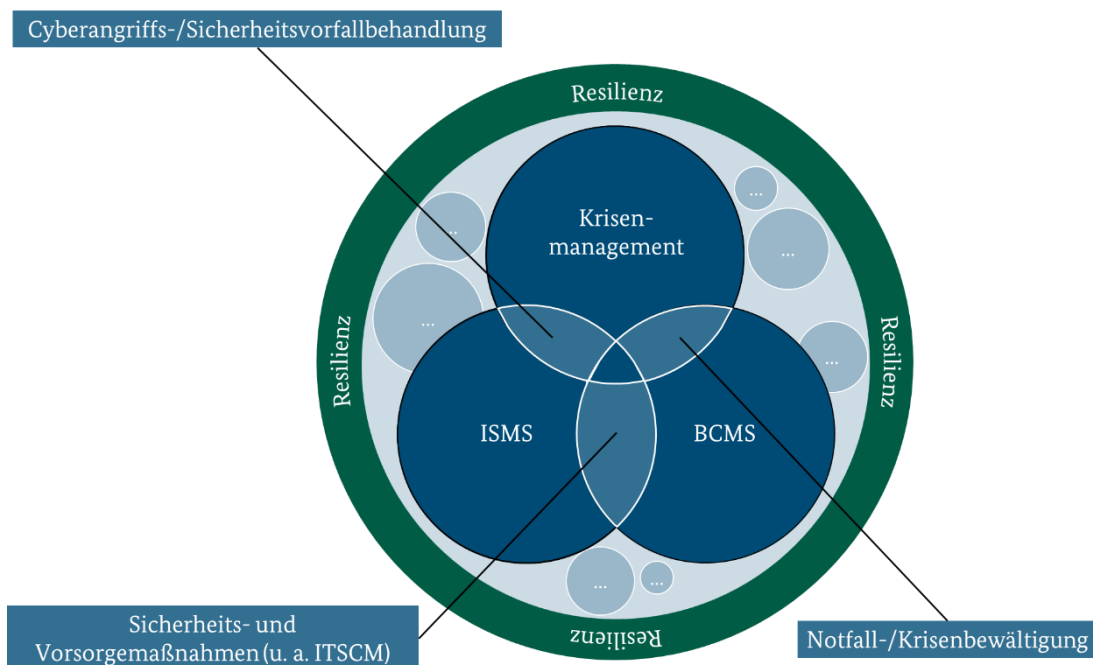 Cyberangriffs-/Sicherheitsvorfallbehandlung
Resilienz
...
..
Krisen-
management
...
...
Resilienz
Resilienz
...
ISMS
BCMS
...
...
Resilienz
Sicherheits- und
Vorsorgemaßnahmen (u. a. ITSCM)
Notfall-/Krisenbewältigung